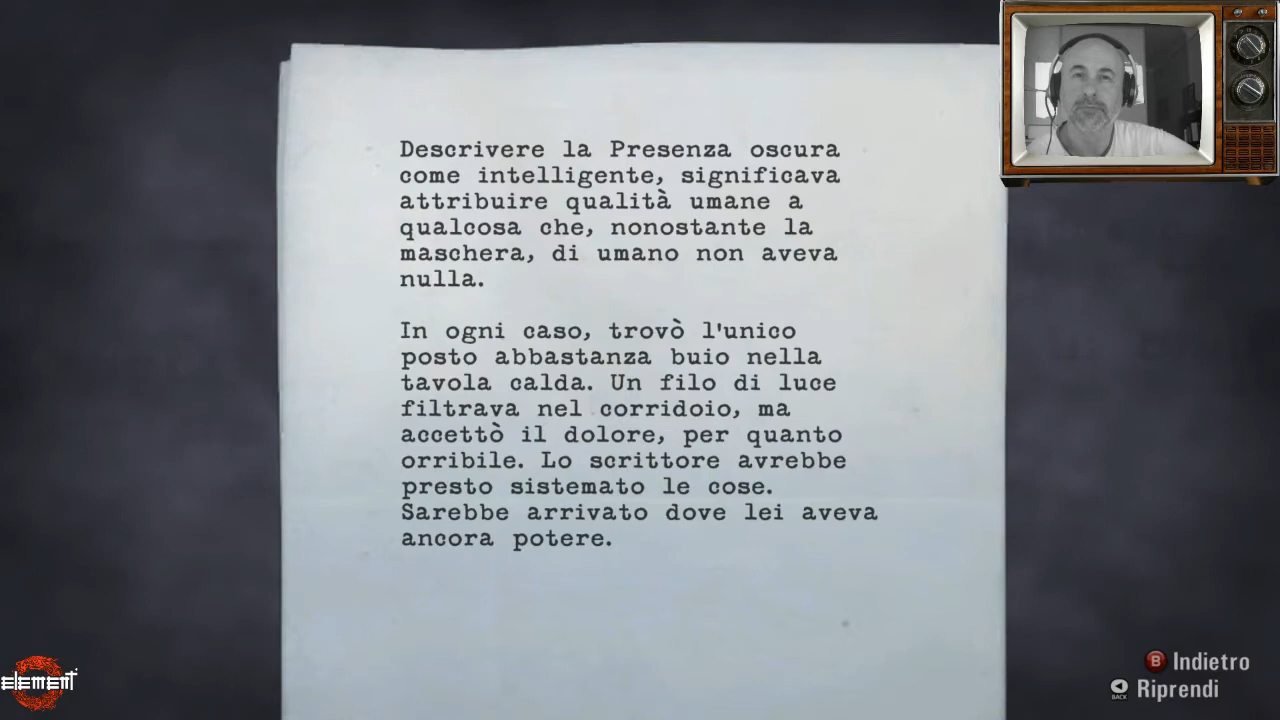 Descrivere la Presenza oscura
come intelligente, significava
attribuire qualità umane a
qualcosa che, nonostante la
maschera, di umano non aveva
nulla.
In ogni caso, trovò l'unico
posto abbastanza buio nella
tavola calda. Un filo di luce
filtrava nel corridoio, ma
accettò il dolore, per quanto
orribile. Lo scrittore avrebbe
presto sistemato le cose.
Sarebbe arrivato dove lei aveva
ancora potere.
B Indietro
BACK Riprendi
element